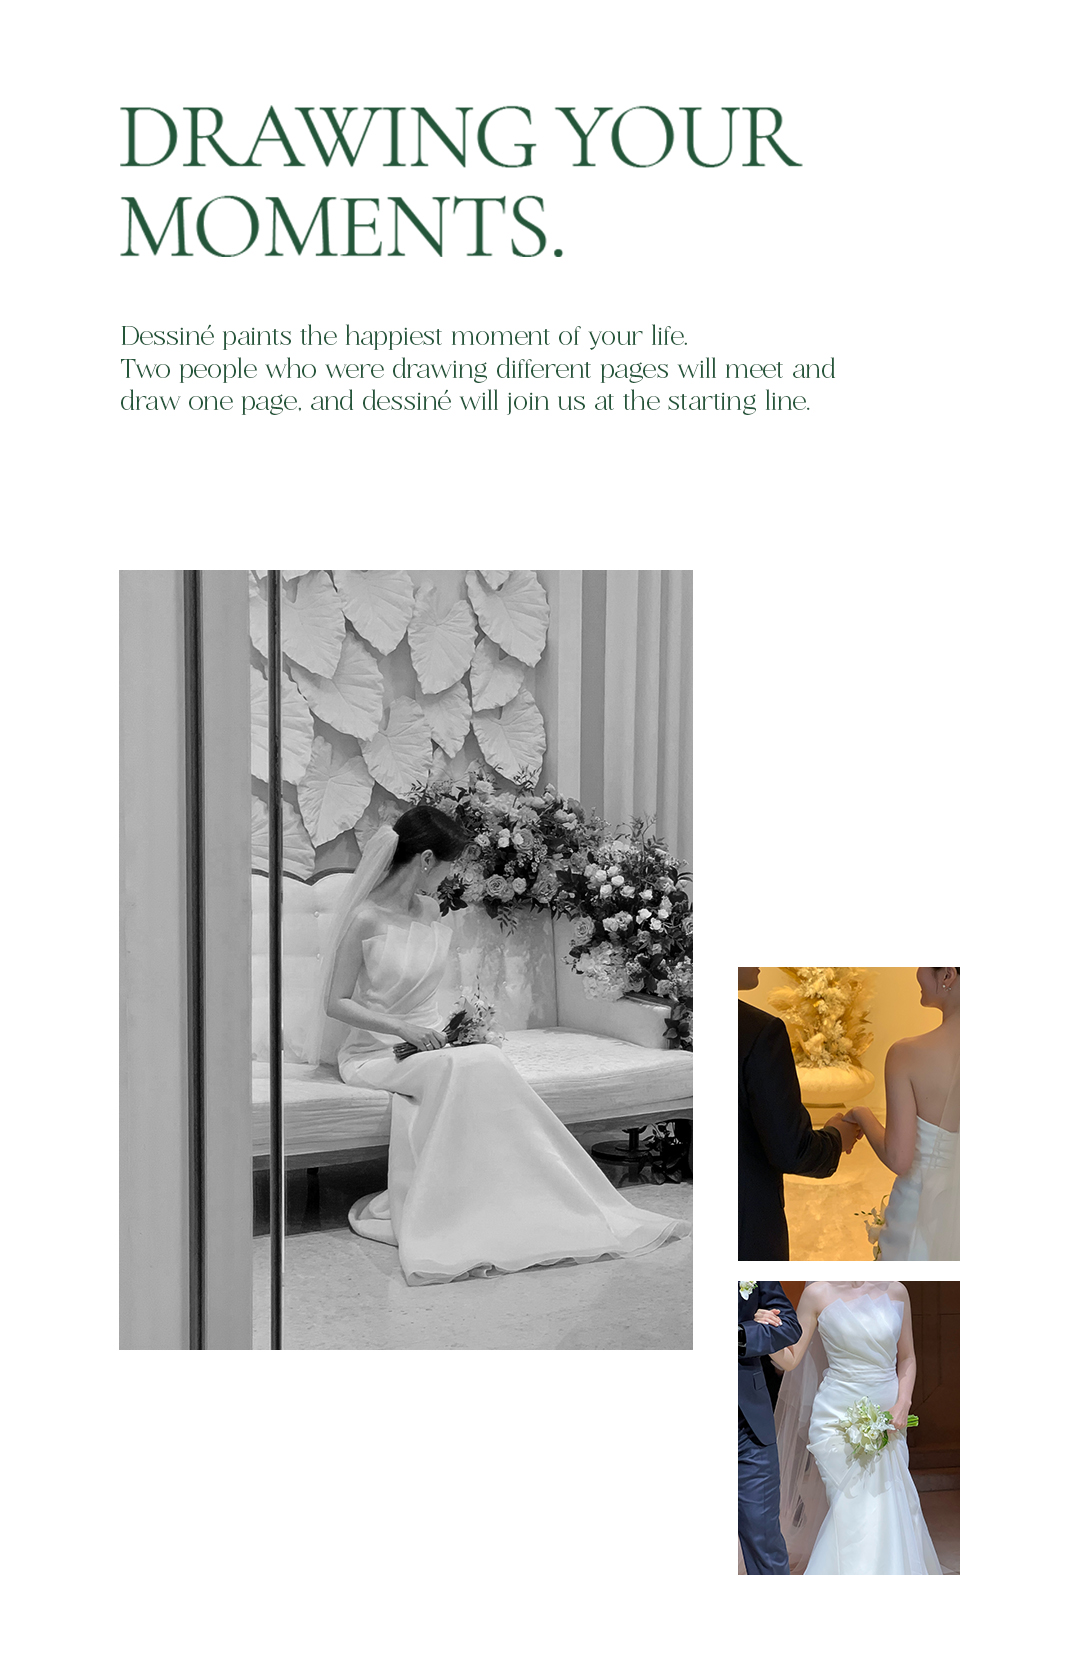 DRAWING YOUR
MOMENTS.
Dessiné paints the happiest moment of your life.
Two people who were drawing different pages will meet and
draw one page, and dessiné will join us at the starting line.